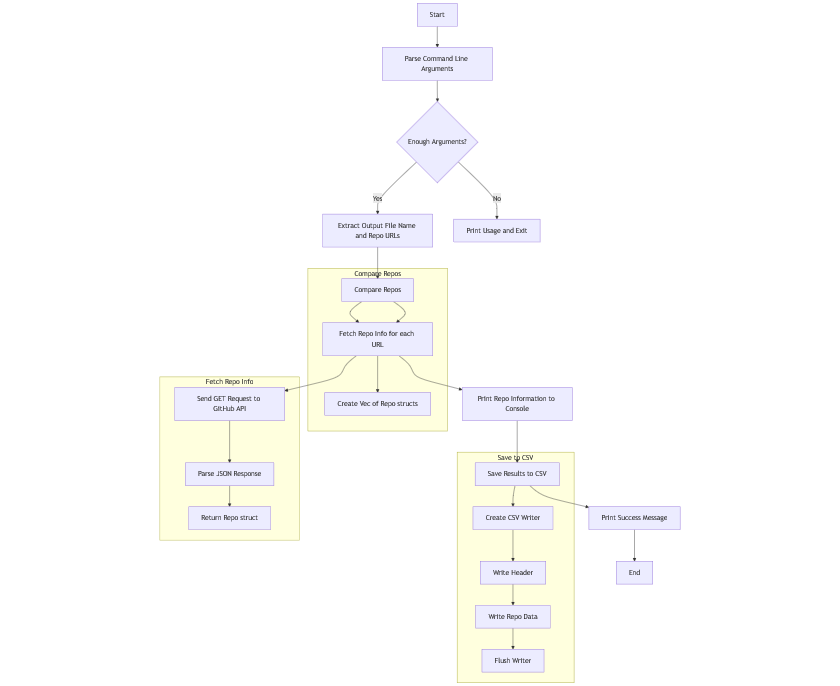 Start
Parse Command Line
Arguments
Enough Arguments?
Yes
No
Extract Output File Name
and Repo URLs
Print Usage and Exit
Compare Repos
Compare Repos
Fetch Repo Info for each
URL
Fetch Repo Info
Send GET Request to
GitHub API
Create Vec of Repo structs
Print Repo Information to
Console
Parse JSON Response
Return Repo struct
Save to CSV
Save Results to CSV
Create CSV Writer
Print Success Message
Write Header
End
Write Repo Data
Flush Writer